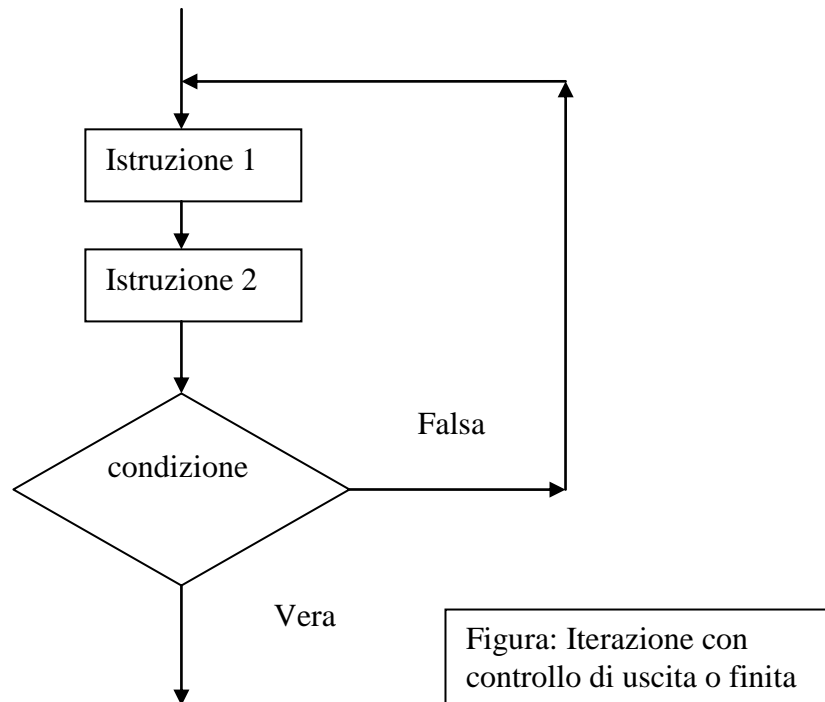 Istruzione 1
Istruzione 2
Falsa
condizione
Vera
Figura: Iterazione con
controllo di uscita o finita